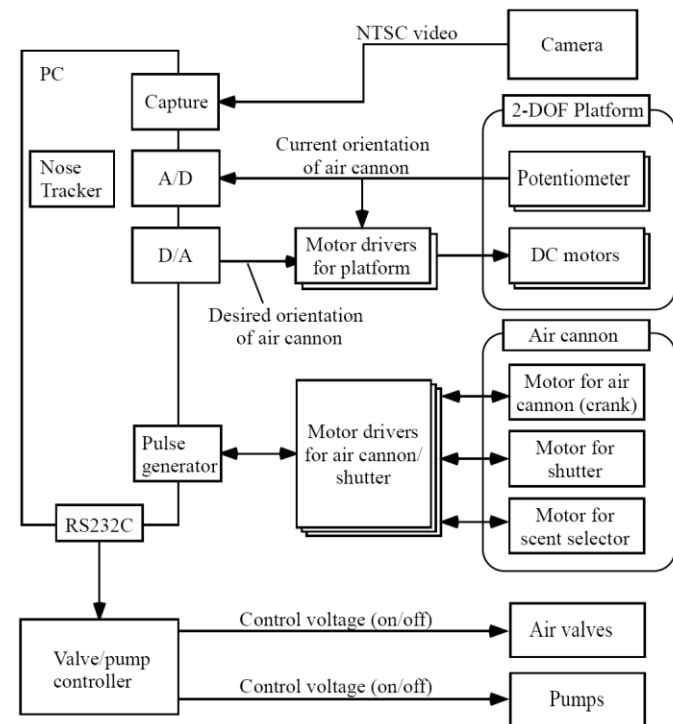 NTSC video
Camera
PC
Capture
2-DOF Platform
Current orientation
of air cannon
Nose
Tracker
A/D
Potentiometer
D/A
Motor drivers
for platform
DC motors
Desired orientation
of air cannon
Air cannon
Motor for air
cannon (crank)
Motor drivers
for air cannon/
shutter
Pulse
generator
Motor for
shutter
Motor for
scent selector
RS232C
Control voltage (on/off)
Air valves
Valve/pump
controller
Control voltage (on/off)
Pumps